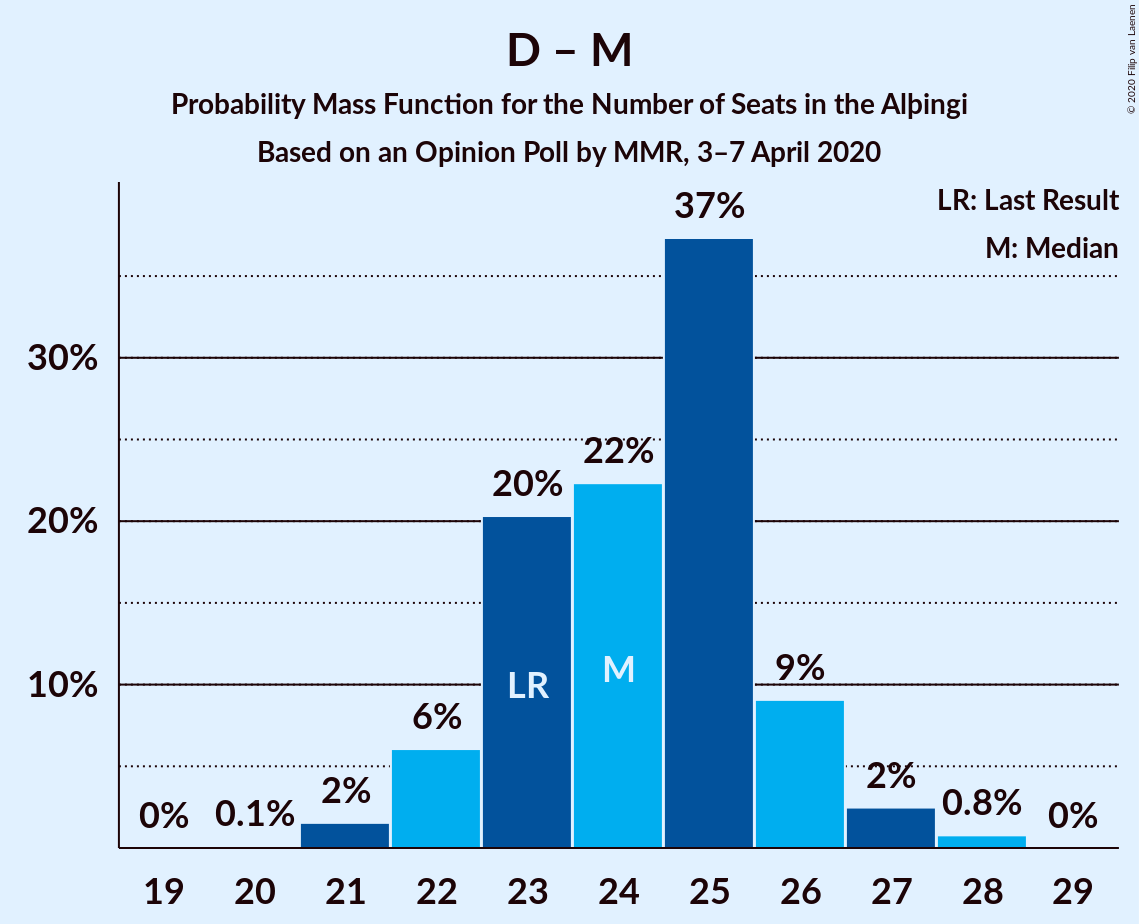 D – M
Probability Mass Function for the Number of Seats in the Alþingi
Based on an Opinion Poll by MMR, 3–7 April 2020
© 2020 Filip van Laenen
LR: Last Result
M: Median
37%
30%
22%
20%
20%
LR
M
10%
9%
6%
2%
2%
0%
0.1%
0.8%
0%
19 20 21 22 23 24 25 26 27 28 29